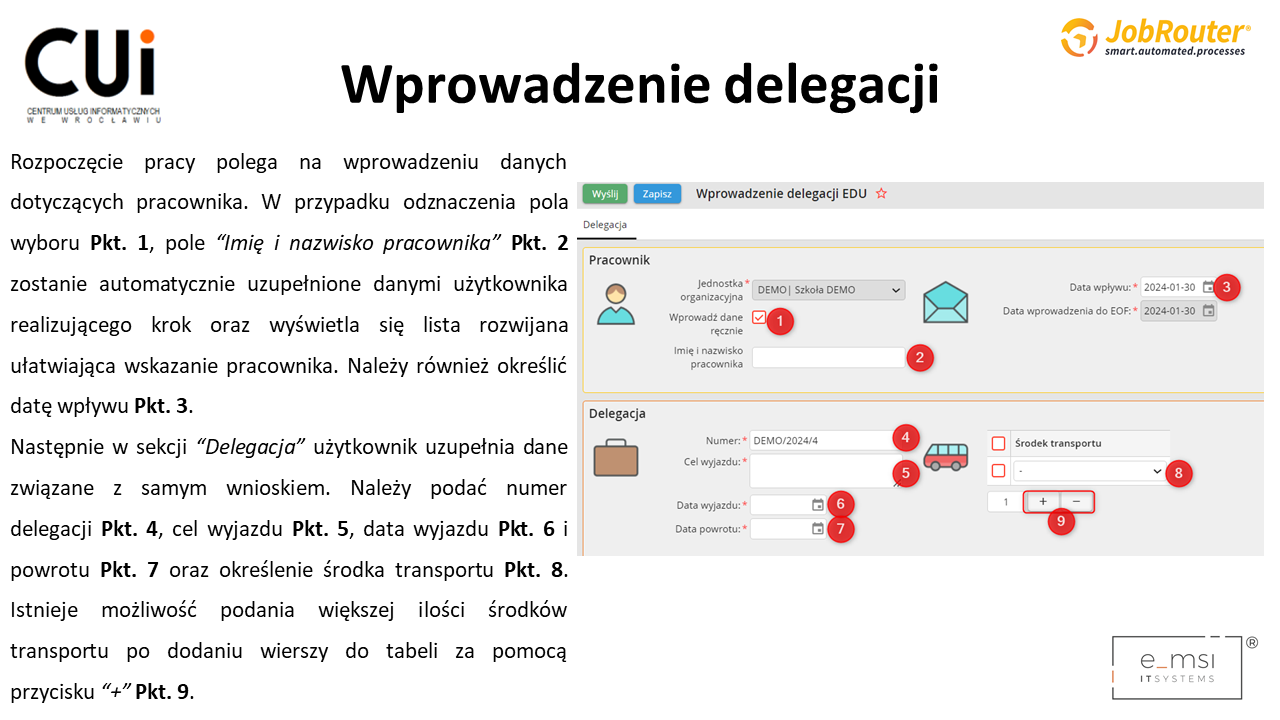 CUi
CENTRUM USŁUG INFORMATYCZNYCH
WE WROCŁAWIU
JobRouter®
smart.automated.processes
Wprowadzenie delegacji
Rozpoczęcie pracy polega na wprowadzeniu danych
dotyczących pracownika. W przypadku odznaczenia pola
wyboru Pkt. 1, pole “Imię i nazwisko pracownika” Pkt. 2
zostanie automatycznie uzupełnione danymi użytkownika
realizującego krok oraz wyświetla się lista rozwijana
ułatwiająca wskazanie pracownika. Należy również określić
datę wpływu Pkt. 3.
Następnie w sekcji “Delegacja” użytkownik uzupełnia dane
związane z samym wnioskiem. Należy podać numer
delegacji Pkt. 4, cel wyjazdu Pkt. 5, data wyjazdu Pkt. 6 i
powrotu Pkt. 7 oraz określenie środka transportu Pkt. 8.
Istnieje możliwość podania większej ilości środków
transportu po dodaniu wierszy do tabeli za pomocą
przycisku “+” Pkt. 9.
Wyślij Zapisz Wprowadzenie delegacji EDU
Delegacja
Pracownik
Jednostka *
organizacyjna
DEMO| Szkoła DEMO
Wprowadź dane
ręcznie
1
Imię i nazwisko
pracownika
2
Data wpływu: * 2024-01-30 3
Data wprowadzenia do EOF: * 2024-01-30
Delegacja
Numer: * DEMO/2024/4 4
Cel wyjazdu: * 5
Data wyjazdu: * 6
Data powrotu: * 7
Środek transportu
- 8
1 + −
9
e_msi ®
ITSYSTEMS